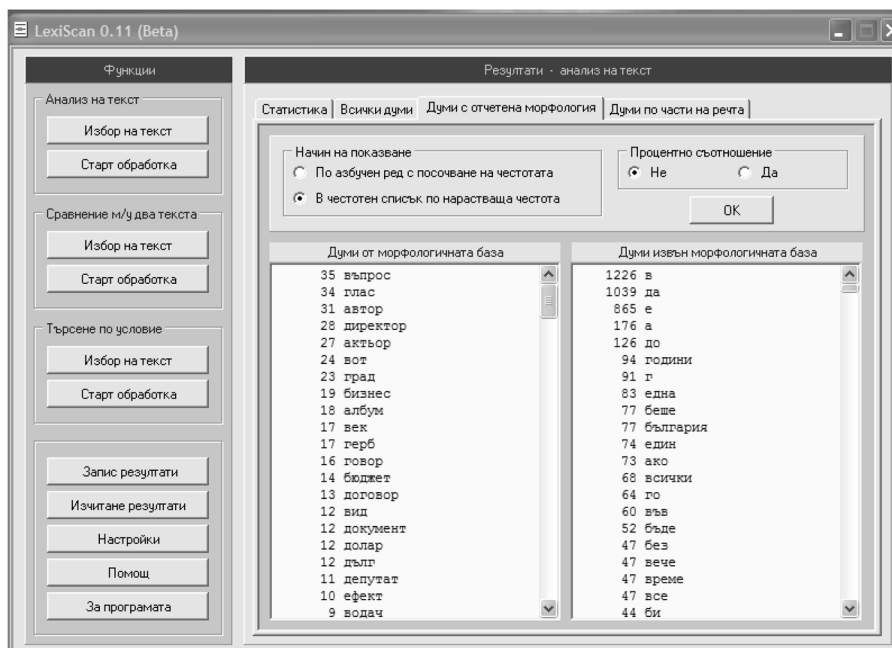 LexiScan 0.11 (Beta)
Функции
Анализ на текст
Избор на текст
Старт обработка
Сравнение м/у два текста
Избор на текст
Старт обработка
Търсене по условие
Избор на текст
Старт обработка
Запис резултати
Изчитане резултати
Настройки
Помощ
За програмата
Резултати - анализ на текст
Статистика Всички думи Думи с отчетена морфология Думи по части на речта
Начин на показване
По азбучен ред с посочване на честотата
В честотен списък по нарастваща честота
Процентно съотношение
Не Да
OK
Думи от морфологичната база
35 въпрос
34 глас
31 автор
28 директор
27 актьор
24 вот
23 град
19 бизнес
18 албум
17 век
17 герб
16 говор
14 бюджет
13 договор
12 вид
12 документ
12 долар
12 дълг
11 депутат
10 ефект
9 водач
Думи извън морфологичната база
1226 в
1039 да
865 е
176 а
126 до
94 години
91 г
83 една
77 беше
77 българия
74 един
73 ако
68 всички
64 го
60 във
52 бъде
47 без
47 вече
47 време
47 все
44 би